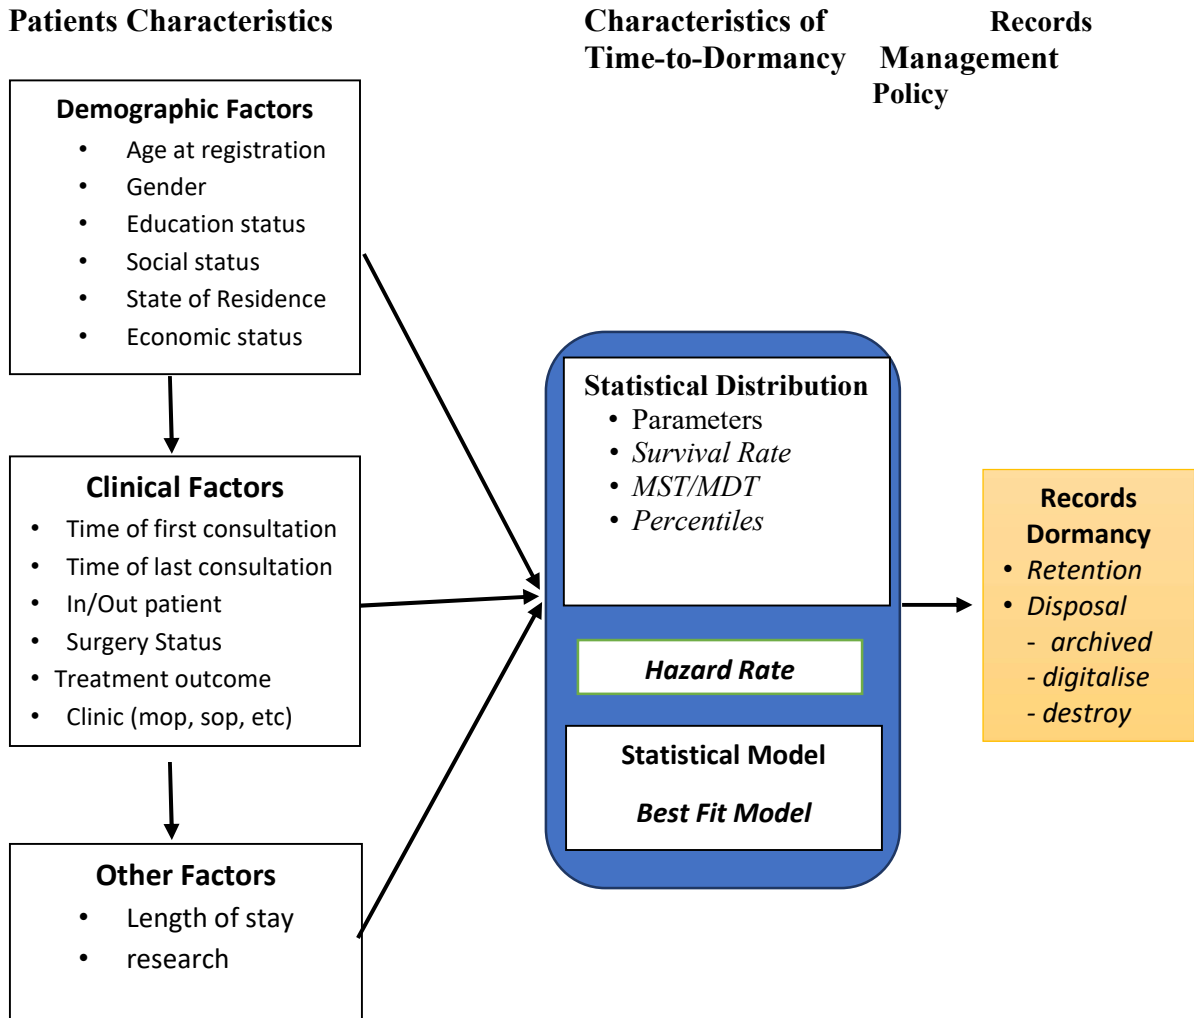 Patients Characteristics
Characteristics of
Time-to-Dormancy
Records
Management
Policy
Demographic Factors
• Age at registration
• Gender
• Education status
• Social status
• State of Residence
• Economic status
Clinical Factors
• Time of first consultation
• Time of last consultation
• In/Out patient
• Surgery Status
• Treatment outcome
• Clinic (mop, sop, etc)
Other Factors
• Length of stay
• research
Statistical Distribution
• Parameters
• Survival Rate
• MST/MDT
• Percentiles
Hazard Rate
Statistical Model
Best Fit Model
Records
Dormancy
• Retention
• Disposal
- archived
- digitalise
- destroy